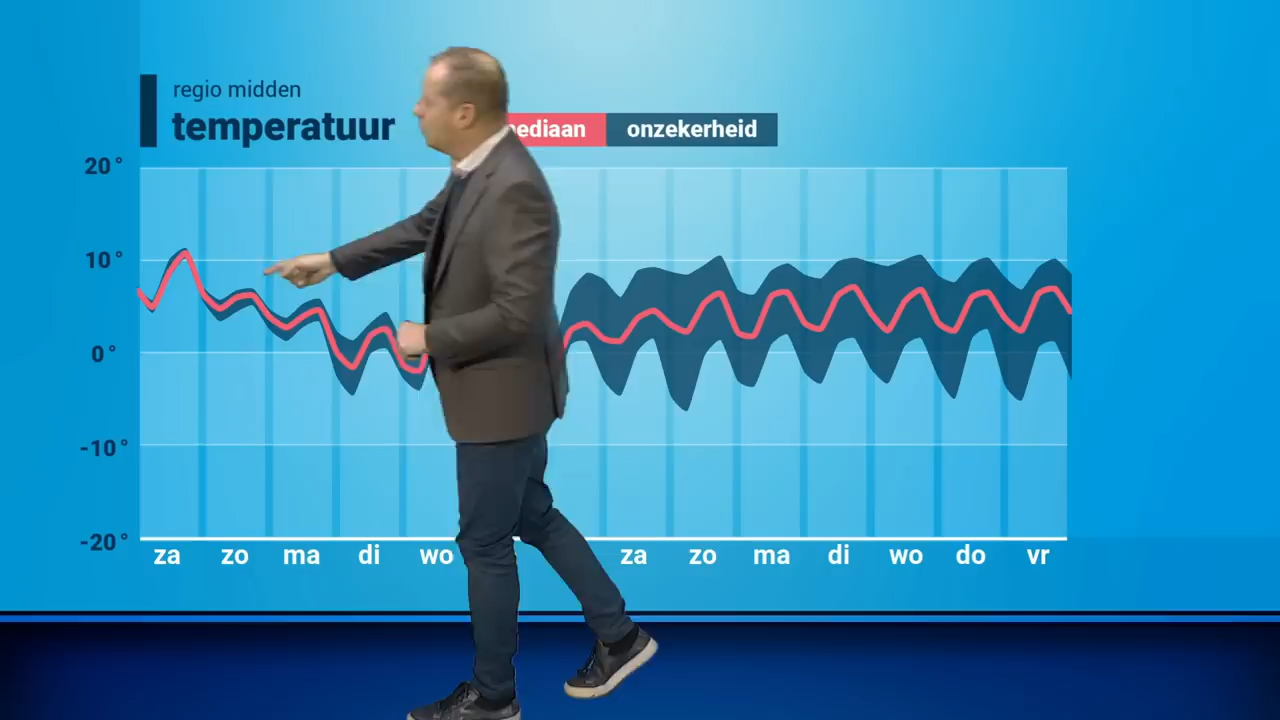 regio midden
temperatuur
onzekerheid
20°
10°
0°
-10°
-20°
za zo ma di wo za zo ma di wo do vr